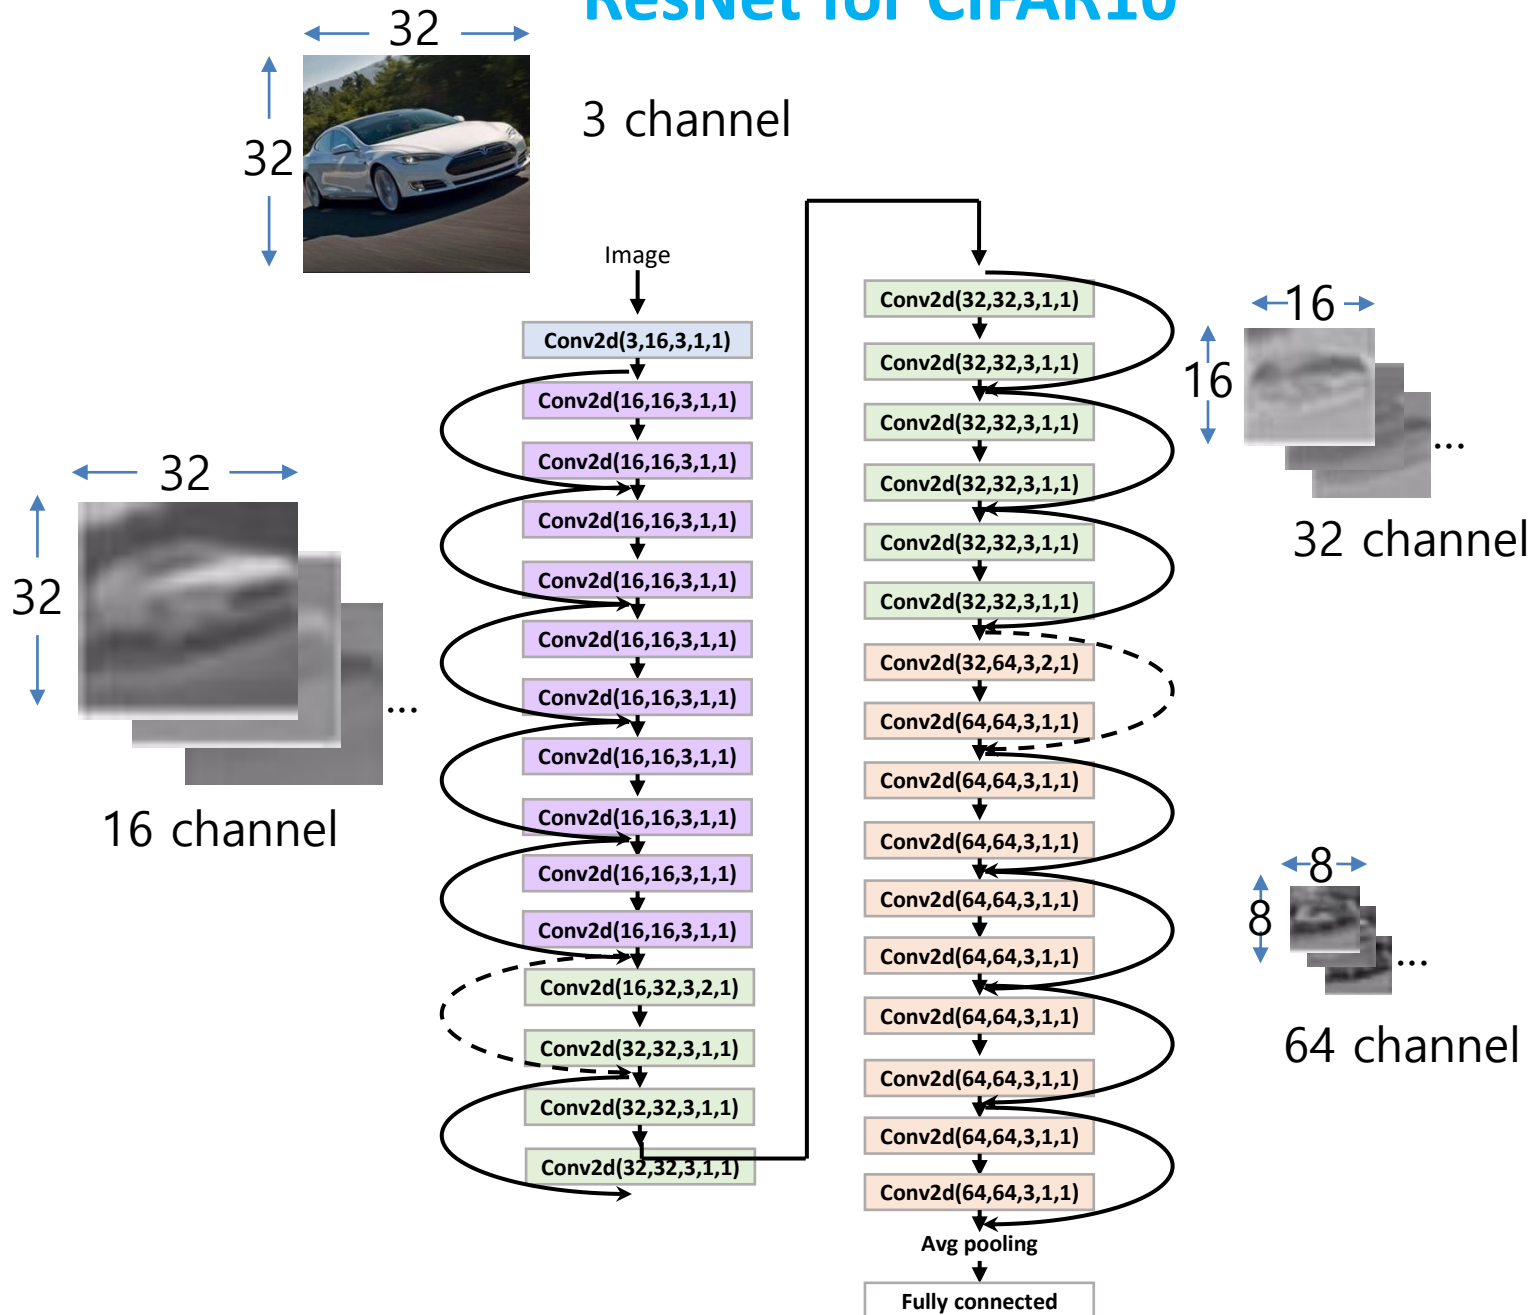 ResNet for CIFAR10
32
32
3 channel
Image
Conv2d(3,16,3,1,1)
Conv2d(16,16,3,1,1)
Conv2d(16,16,3,1,1)
Conv2d(16,16,3,1,1)
Conv2d(16,16,3,1,1)
Conv2d(16,16,3,1,1)
Conv2d(16,16,3,1,1)
Conv2d(16,16,3,1,1)
Conv2d(16,16,3,1,1)
Conv2d(16,16,3,1,1)
Conv2d(16,16,3,1,1)
Conv2d(16,32,3,2,1)
Conv2d(32,32,3,1,1)
Conv2d(32,32,3,1,1)
Conv2d(32,32,3,1,1)
32
32
...
16 channel
Conv2d(32,32,3,1,1)
Conv2d(32,32,3,1,1)
Conv2d(32,32,3,1,1)
Conv2d(32,32,3,1,1)
Conv2d(32,32,3,1,1)
Conv2d(32,32,3,1,1)
Conv2d(32,64,3,2,1)
Conv2d(64,64,3,1,1)
Conv2d(64,64,3,1,1)
Conv2d(64,64,3,1,1)
Conv2d(64,64,3,1,1)
Conv2d(64,64,3,1,1)
Conv2d(64,64,3,1,1)
Conv2d(64,64,3,1,1)
Conv2d(64,64,3,1,1)
Conv2d(64,64,3,1,1)
Avg pooling
Fully connected
16
16
...
32 channel
8
8
...
64 channel